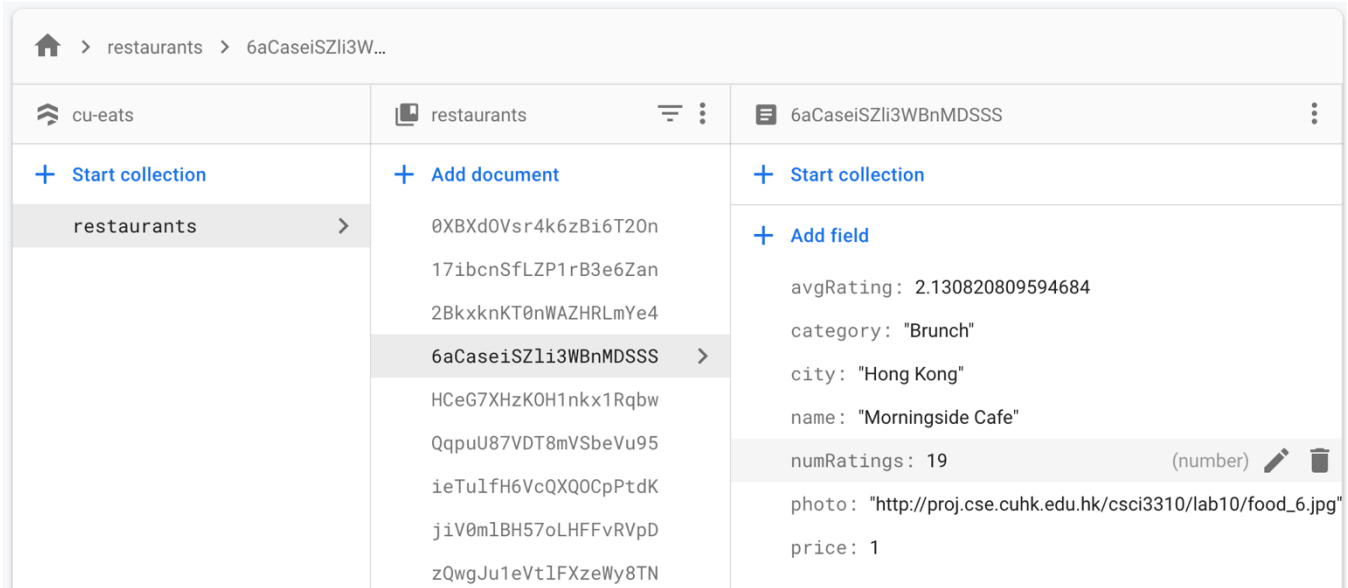 restaurants > 6aCaseiSZli3W...
cu-eats
Start collection
restaurants
restaurants
Add document
0XBXdOVsr4k6zBi6T2On
17ibcnSfLZP1rB3e6Zan
2BkxknKT0nWAZHRLmYe4
6aCaseiSZli3WBnMDSSS
HCeG7XHzKOH1nkx1Rqbw
QqpuU87VDT8mVSbeVu95
ieTulfH6VcQXQOCpPtdK
jiV0mlBH57oLHFFvRVpD
zQwgJu1eVtlFXzeWy8TN
6aCaseiSZli3WBnMDSSS
Start collection
Add field
avgRating: 2.130820809594684
category: "Brunch"
city: "Hong Kong"
name: "Morningside Cafe"
numRatings: 19 (number)
photo: "http://proj.cse.cuhk.edu.hk/csci3310/lab10/food_6.jpg"
price: 1